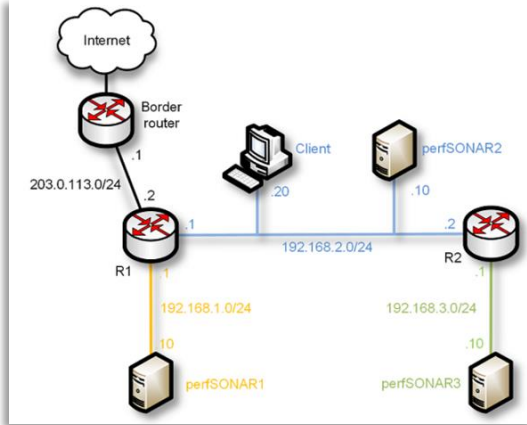 Internet
Border
router
.1
203.0.113.0/24
.2
Client
perfSONAR2
.20
.10
.1
.2
192.168.2.0/24
R1
R2
.1
.1
192.168.1.0/24
192.168.3.0/24
.10
.10
perfSONAR1
perfSONAR3